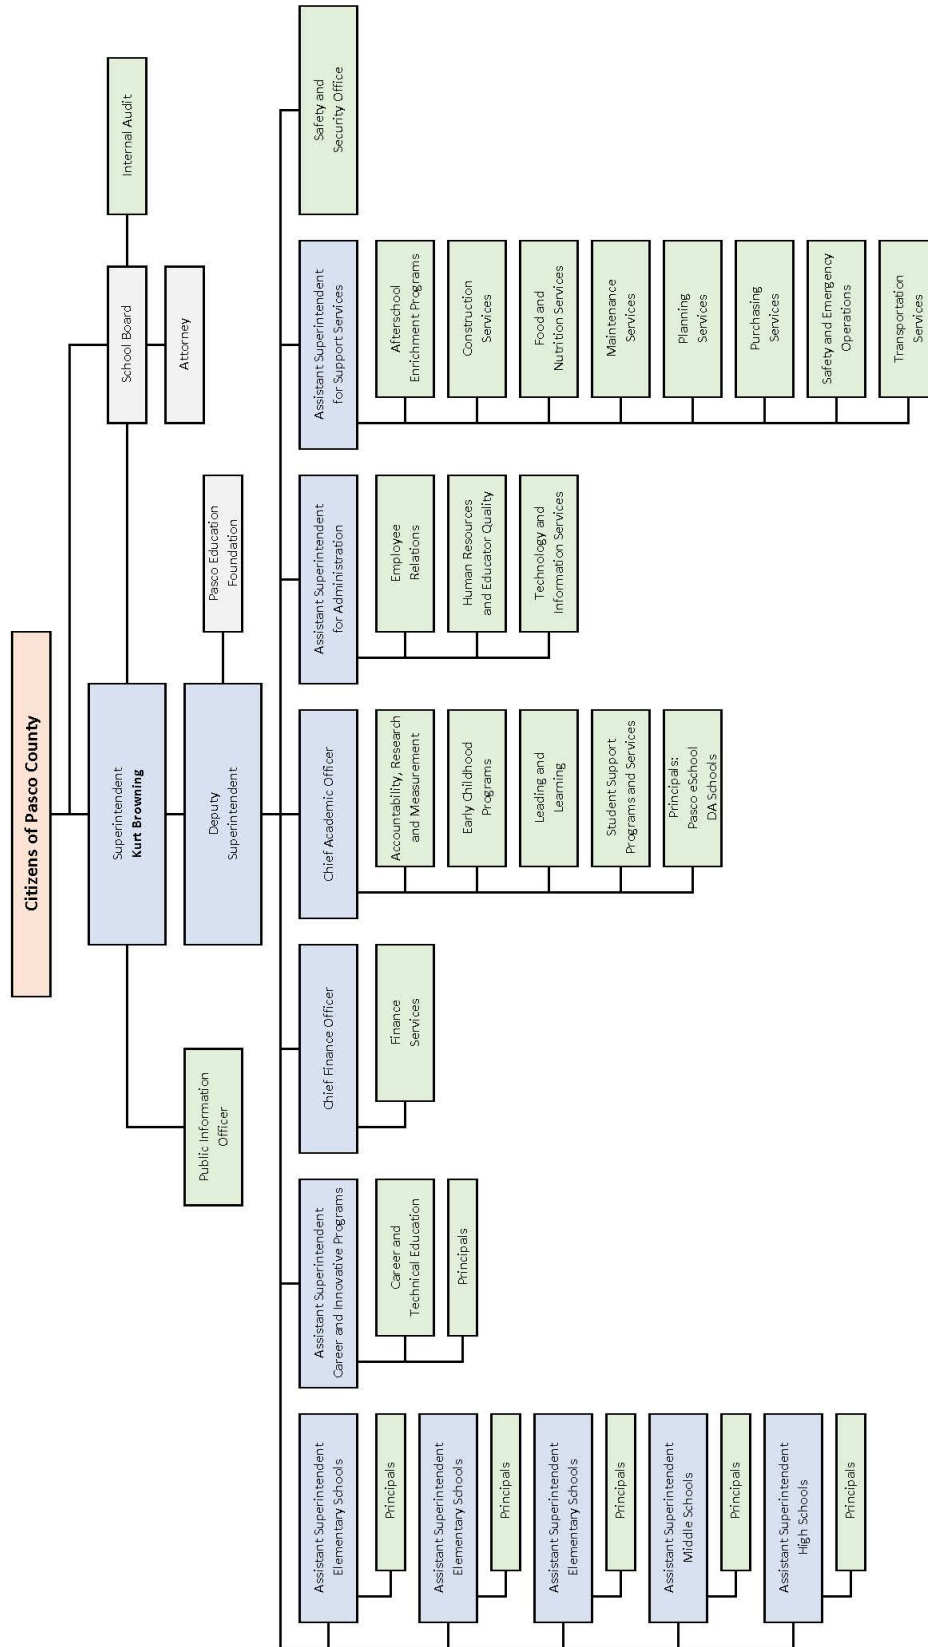 Citizens of Pasco County
Superintendent
Kurt Browning
School Board
Internal Audit
Attorney
Public Information
Officer
Deputy
Superintendent
Pasco Education
Foundation
Assistant Superintendent
Elementary Schools
Principals
Assistant Superintendent
Elementary Schools
Principals
Assistant Superintendent
Elementary Schools
Principals
Assistant Superintendent
Middle Schools
Principals
Assistant Superintendent
High Schools
Principals
Assistant Superintendent
Career and Innovative Programs
Career and
Technical Education
Principals
Chief Finance Officer
Finance
Services
Chief Academic Officer
Accountability, Research
and Measurement
Early Childhood
Programs
Leading and
Learning
Student Support
Programs and Services
Principals:
Pasco eSchool
DA Schools
Assistant Superintendent
for Administration
Employee
Relations
Human Resources
and Educator Quality
Technology and
Information Services
Assistant Superintendent
for Support Services
Afterschool
Enrichment Programs
Construction
Services
Food and
Nutrition Services
Maintenance
Services
Planning
Services
Purchasing
Services
Safety and Emergency
Operations
Transportation
Services
Safety and
Security Office